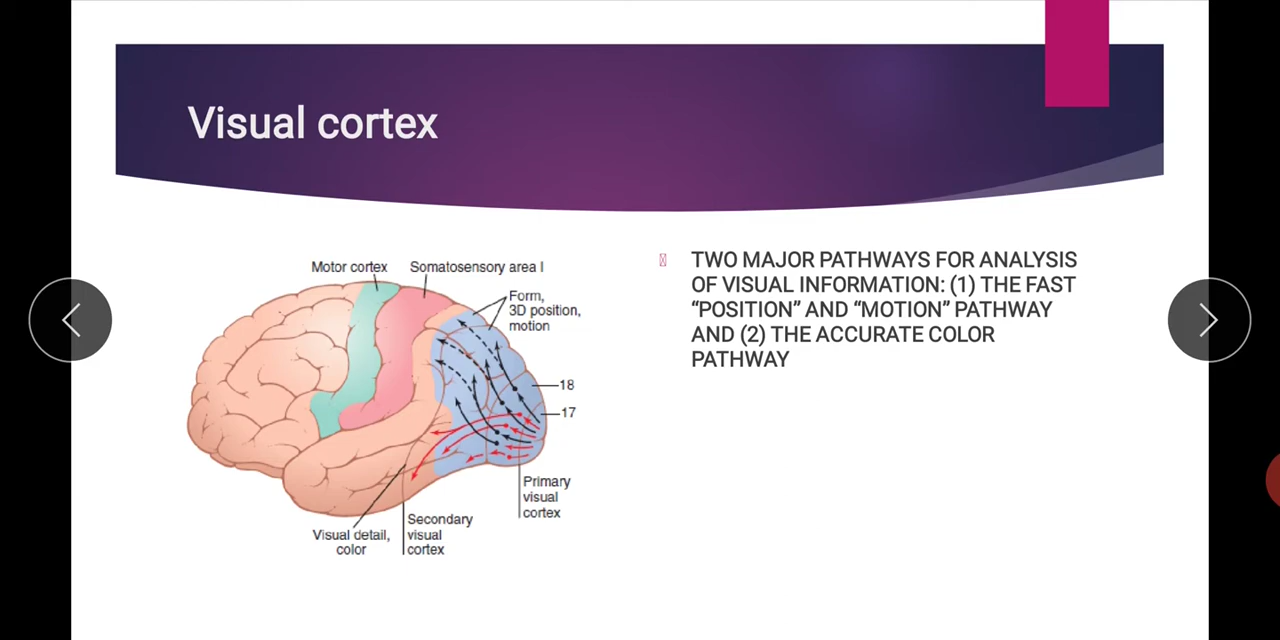 Visual cortex
Motor cortex
Somatosensory area I
Form,
3D position,
motion
18
17
Primary
visual
cortex
Secondary
visual
cortex
Visual detail,
color
TWO MAJOR PATHWAYS FOR ANALYSIS
OF VISUAL INFORMATION: (1) THE FAST
“POSITION” AND “MOTION” PATHWAY
AND (2) THE ACCURATE COLOR
PATHWAY